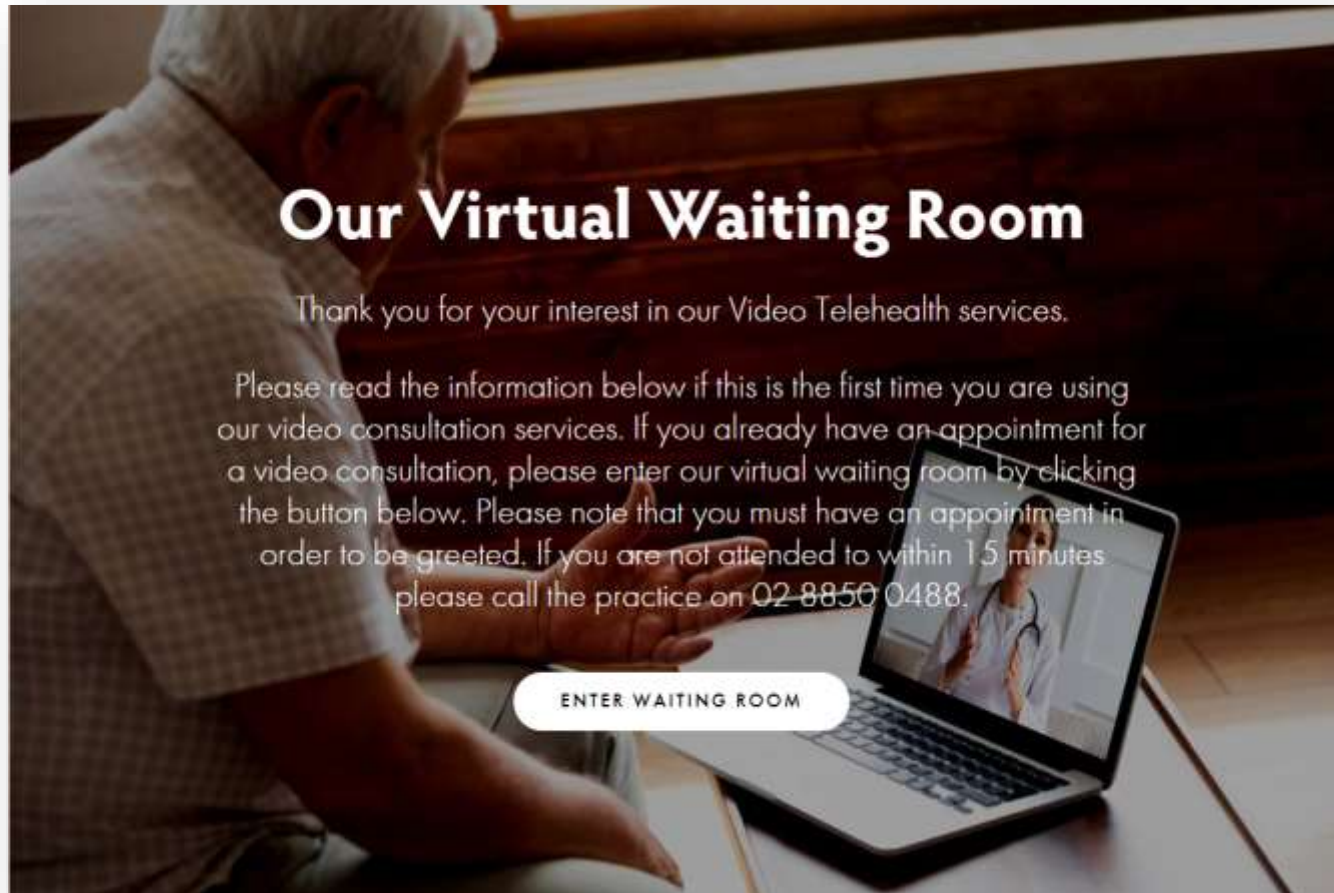 Our Virtual Waiting Room
Thank you for your interest in our Video Telehealth services.
Please read the information below if this is the first time you are using
our video consultation services. If you already have an appointment for
a video consultation, please enter our virtual waiting room by clicking
the button below. Please note that you must have an appointment in
order to be greeted. If you are not attended to within 15 minutes
please call the practice on 02 8850 0488.
ENTER WAITING ROOM